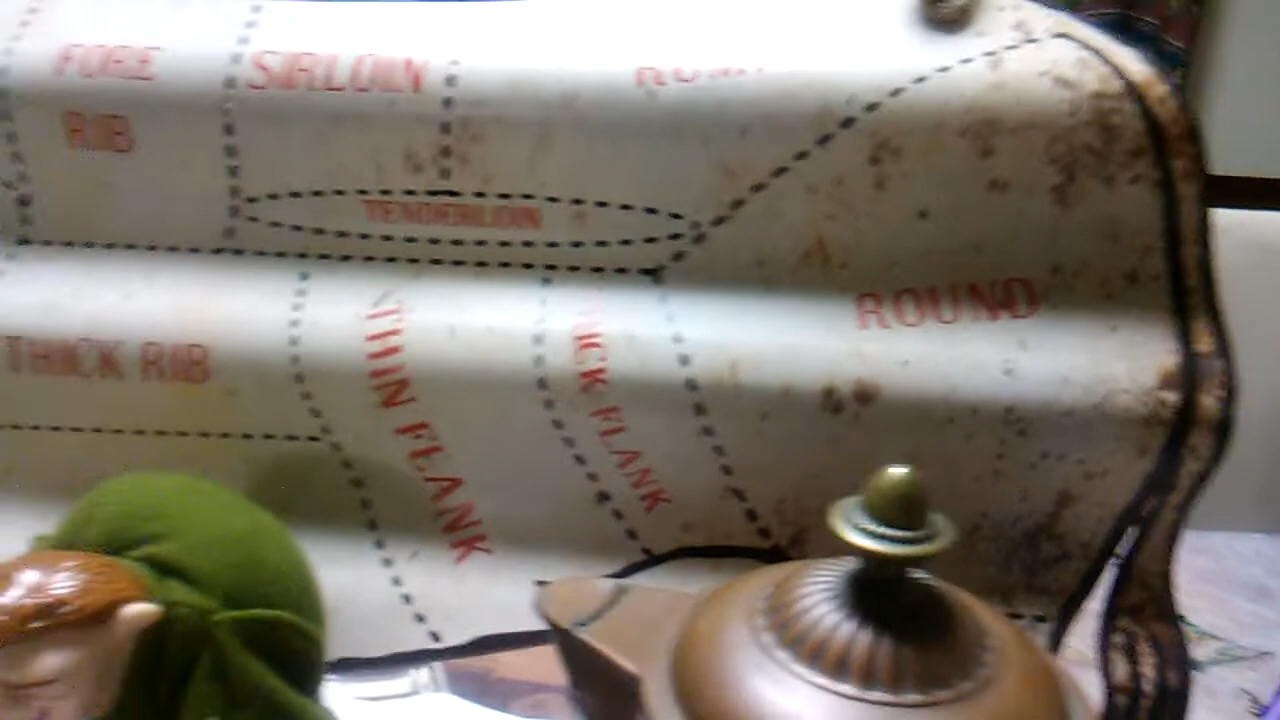 FORE
RIB
SIRLOIN
TENDERLOIN
ROUND
THICK RIB
THIN FLANK
FLANK